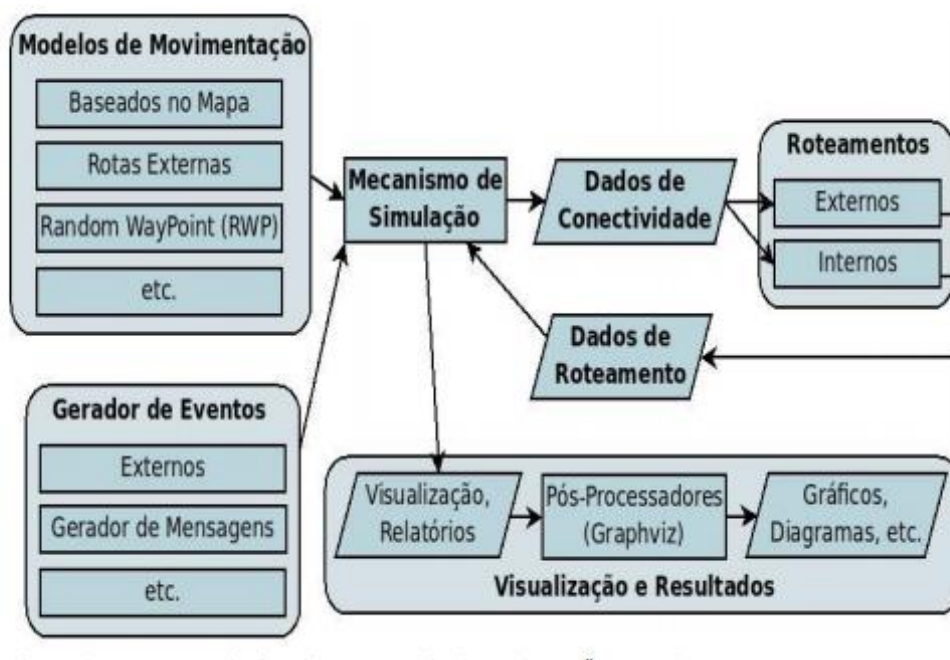 Modelos de Movimentação
Baseados no Mapa
Rotas Externas
Random WayPoint (RWP)
etc.
Mecanismo de
Simulação
Dados de
Conectividade
Roteamentos
Externos
Internos
Dados de
Roteamento
Gerador de Eventos
Externos
Gerador de Mensagens
etc.
Visualização,
Relatórios
Pós-Processadores
(Graphviz)
Gráficos,
Diagramas, etc.
Visualização e Resultados